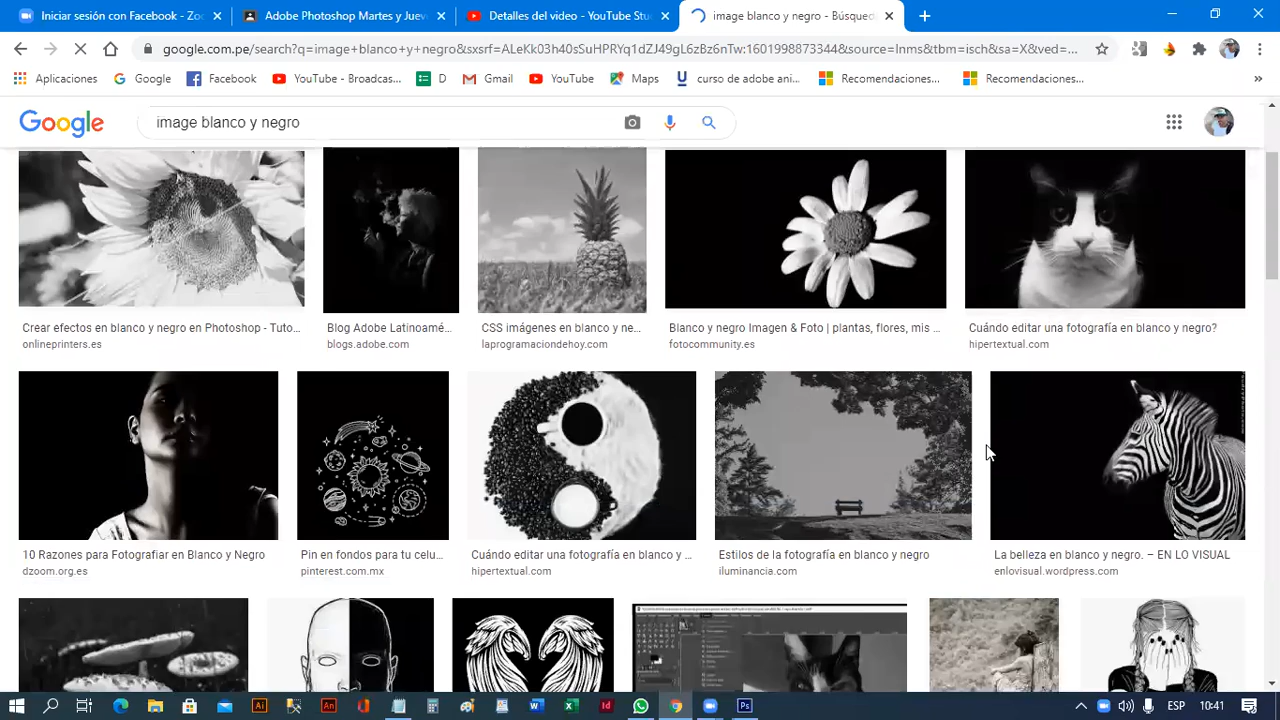 Iniciar sesión con Facebook - Zoo
Adobe Photoshop Martes y Juev
Detalles del video - YouTube Stu
image blanco y negro - Búsqued
google.com.pe/search?q=image+blanco+y+negro&sxsrf=ALeKk03h40sSuHPRYq1dZJ49gL6zBz8nTw:1601998873344&source=lnms&tbm=isch&sa=X&ved=...
Aplicaciones
Google
Facebook
YouTube - Broadcas...
D
Gmail
YouTube
Maps
curso de adobe ani...
Recomendaciones...
Recomendaciones...
»
Google
image blanco y negro
Crear efectos en blanco y negro en Photoshop - Tuto...
onlineprinters.es
Blog Adobe Latinoamé...
blogs.adobe.com
CSS imágenes en blanco y ne...
laprogramaciondehoy.com
Blanco y negro Imagen & Foto | plantas, flores, mis ...
fotocommunity.es
Cuándo editar una fotografía en blanco y negro?
hipertextual.com
10 Razones para Fotografiar en Blanco y Negro
dzoom.org.es
Pin en fondos para tu celu...
pinterest.com.mx
Cuándo editar una fotografía en blanco y ...
hipertextual.com
Estilos de la fotografía en blanco y negro
iluminancia.com
La belleza en blanco y negro. – EN LO VISUAL
enlovisual.wordpress.com
ESP
10:41